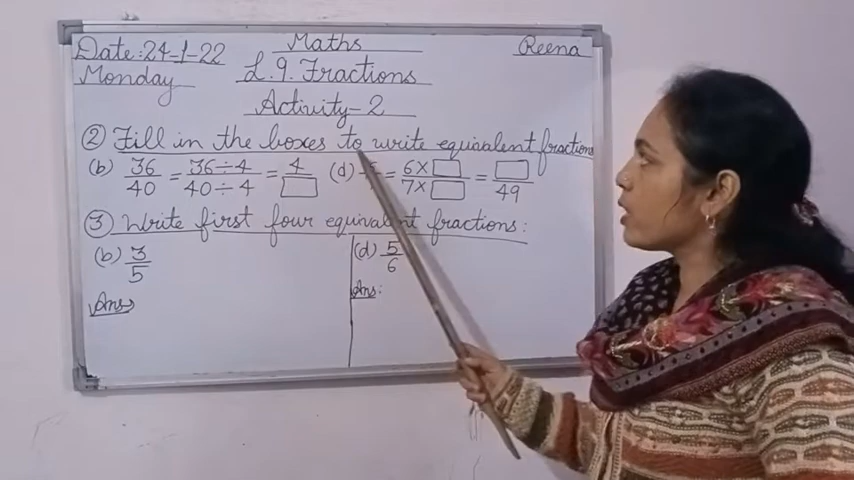 Date:24-1-22 Maths Reena
Monday L.9.Fractions
Activity-2
② Fill in the boxes to write equivalent fractions
(b) 36/40 = 36÷4/40÷4 = 4/□ (d) = 6×□/7×□ = □/49
③ Write first four equivalent fractions:
(b) 3/5 (d) 5/6
Ans Ans: